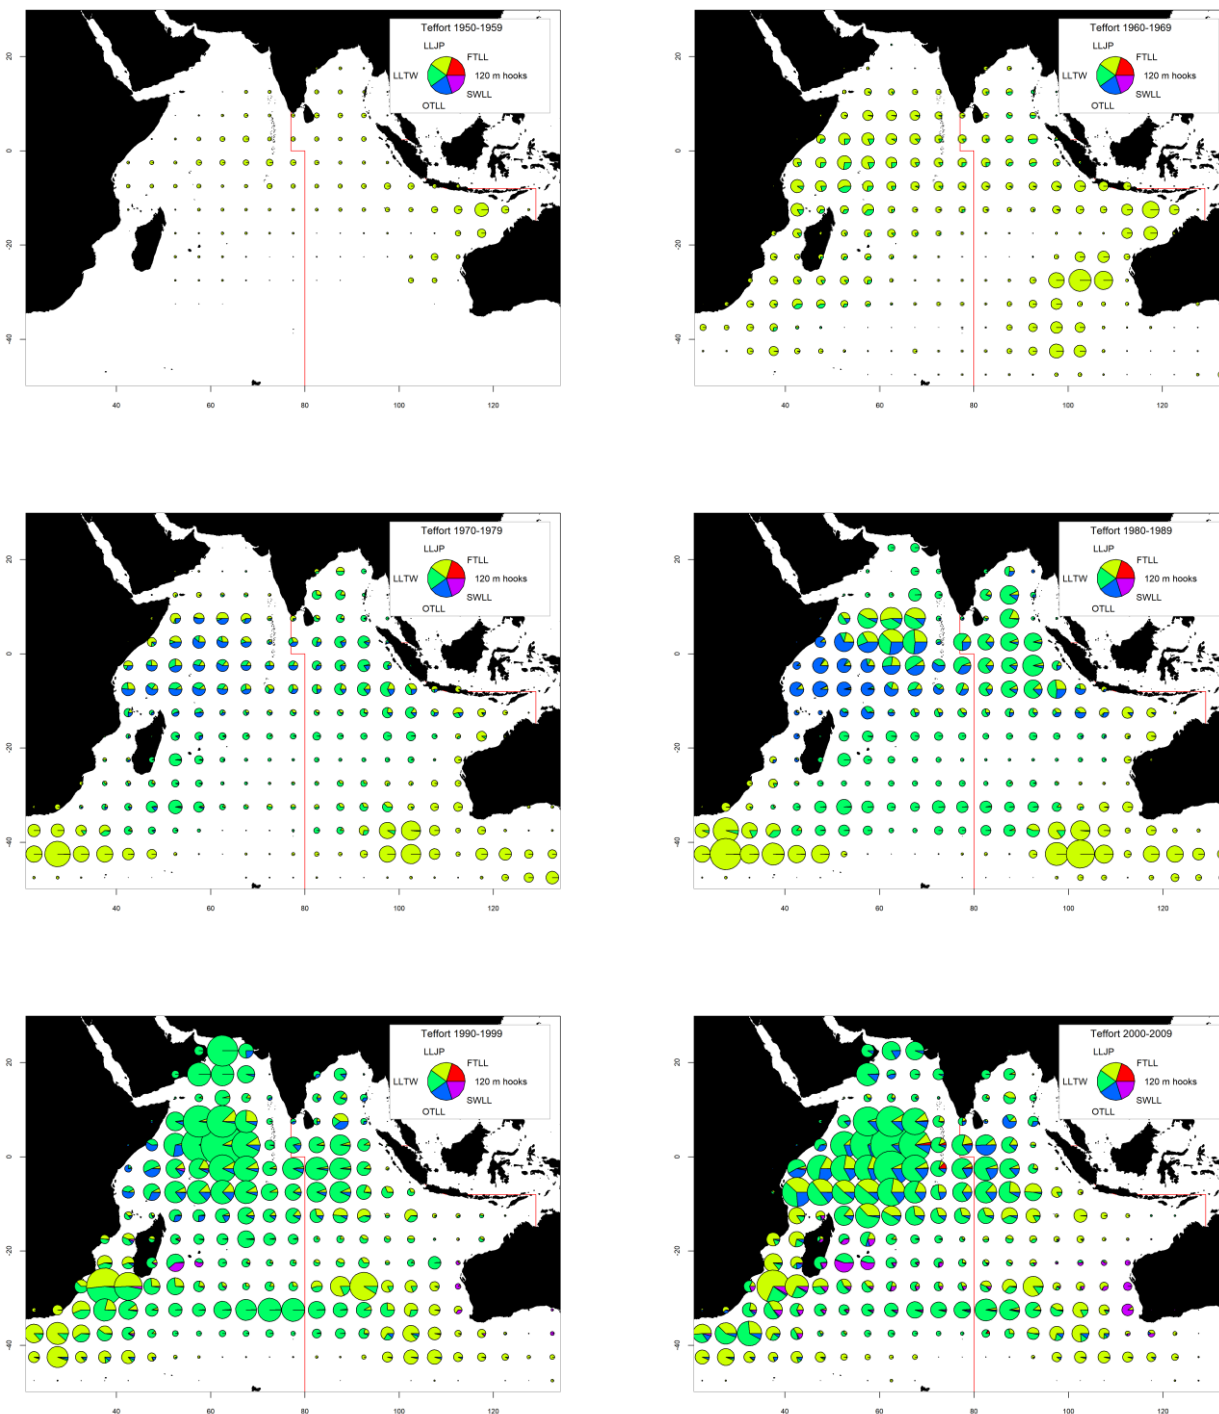 Teffort 1950-1959
LLJP
FTLL
LLTW
120 m hooks
SWLL
OTLL
20
0
-20
-40
40
60
80
100
120
Teffort 1960-1969
LLJP
FTLL
LLTW
120 m hooks
SWLL
OTLL
20
0
-20
-40
40
60
80
100
120
Teffort 1970-1979
LLJP
FTLL
LLTW
120 m hooks
SWLL
OTLL
20
0
-20
-40
40
60
80
100
120
Teffort 1980-1989
LLJP
FTLL
LLTW
120 m hooks
SWLL
OTLL
20
0
-20
-40
40
60
80
100
120
Teffort 1990-1999
LLJP
FTLL
LLTW
120 m hooks
SWLL
OTLL
20
0
-20
-40
40
60
80
100
120
Teffort 2000-2009
LLJP
FTLL
LLTW
120 m hooks
SWLL
OTLL
20
0
-20
-40
40
60
80
100
120